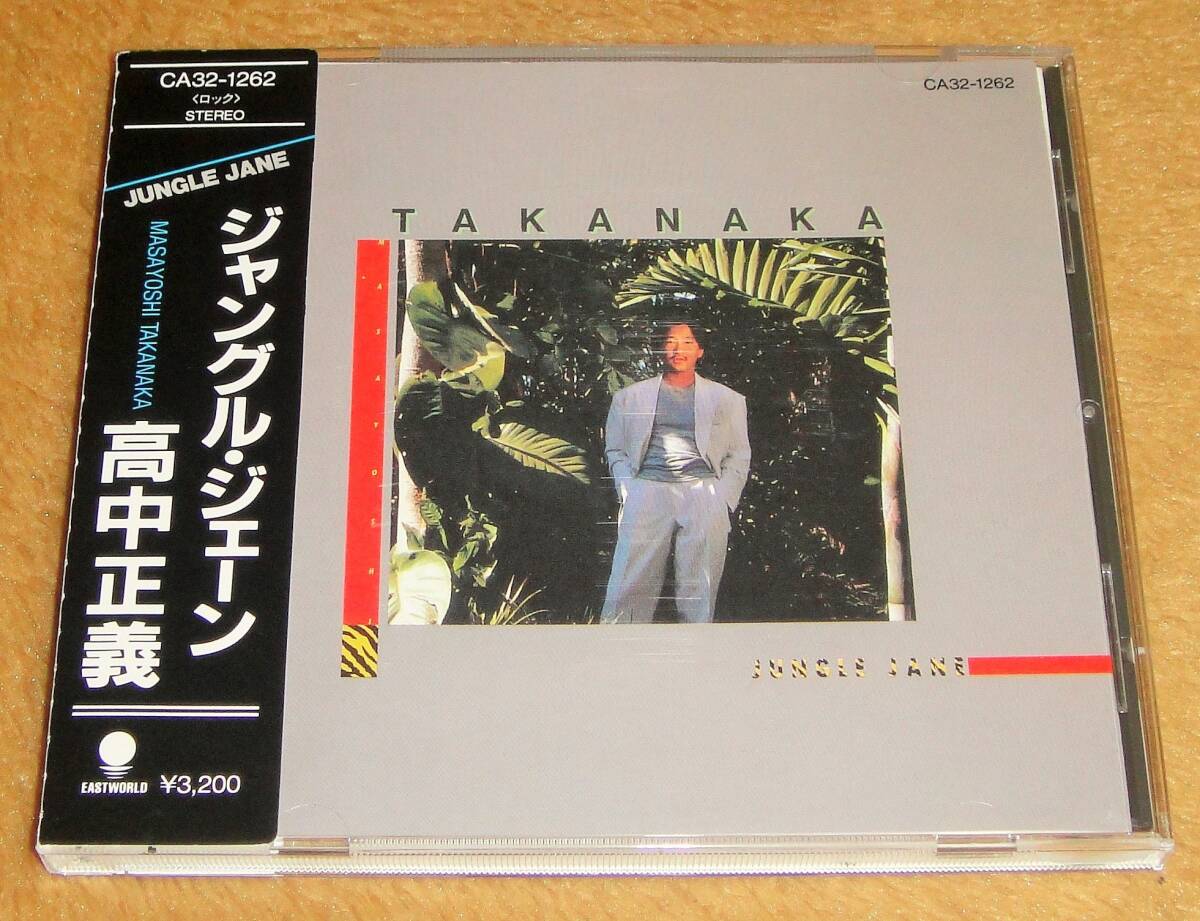 CA32-1262
〈ロック〉
STEREO
JUNGLE JANE
ジャングル・ジェーン
MASAYOSHI TAKANAKA
高中正義
EASTWORLD
¥3,200
CA32-1262
TAKANAKA
MASAYOSHI
JUNGLE JANE